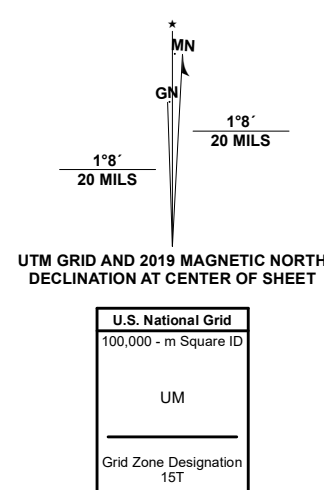 ★
MN
GN
1°8´
20 MILS
1°8´
20 MILS
UTM GRID AND 2019 MAGNETIC NORTH
DECLINATION AT CENTER OF SHEET
U.S. National Grid
100,000 - m Square ID
UM
Grid Zone Designation
15T